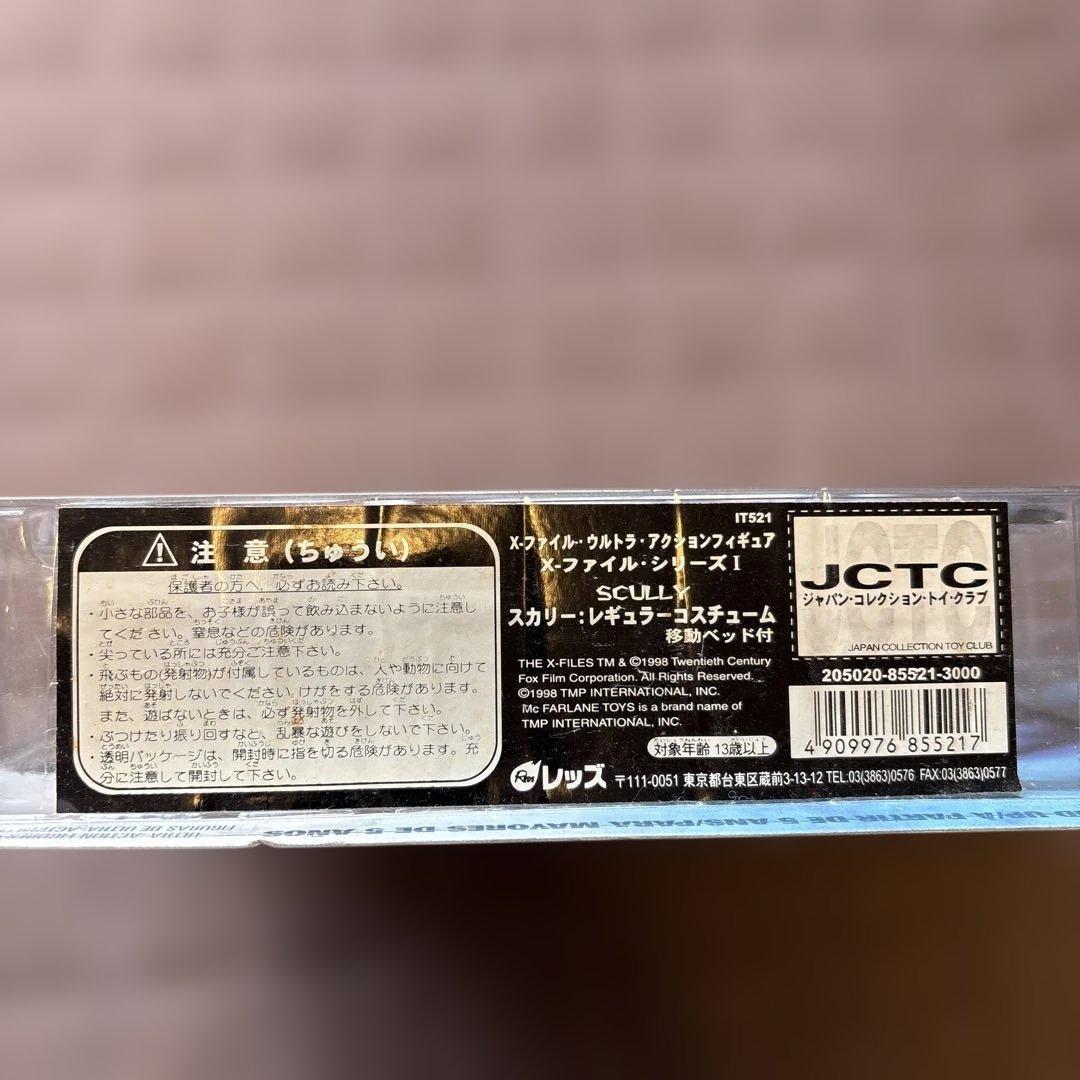 注意(ちゅうい)
保護者の方へ、必ずお読み下さい。
・小さな部品を、お子様が誤って飲み込まないように注意し
てください。窒息などの危険があります。
・尖っている所には充分ご注意下さい。
・飛ぶもの(発射物)が付属しているものは、人や動物に向けて
絶対に発射しないでください。けがをする危険があります。
また、遊ばないときは、必ず発射物を外して下さい。
・ぶつけたり振り回すなど、乱暴な遊びをしないで下さい。
・透明パッケージは、開封時に指を切る危険があります。充
分に注意して開封して下さい。
IT521
X-ファイル・ウルトラ・アクションフィギュア
X-ファイル・シリーズI
SCULLY
スカリー:レギュラーコスチューム
移動ベッド付
THE X-FILES TM & ©1998 Twentieth Century
Fox Film Corporation. All Rights Reserved.
©1998 TMP INTERNATIONAL, INC.
Mc FARLANE TOYS is a brand name of
TMP INTERNATIONAL, INC.
対象年齢 13歳以上
JCTC
ジャパン・コレクション・トイ・クラブ
JAPAN COLLECTION TOY CLUB
205020-85521-3000
4 909976 855217
レッズ 〒111-0051 東京都台東区蔵前3-13-12 TEL:03(3863)0576 FAX:03(3863)0577
UP/À PARTIR DE 5 ANS/PARA MAYORES DE 5 AÑOS